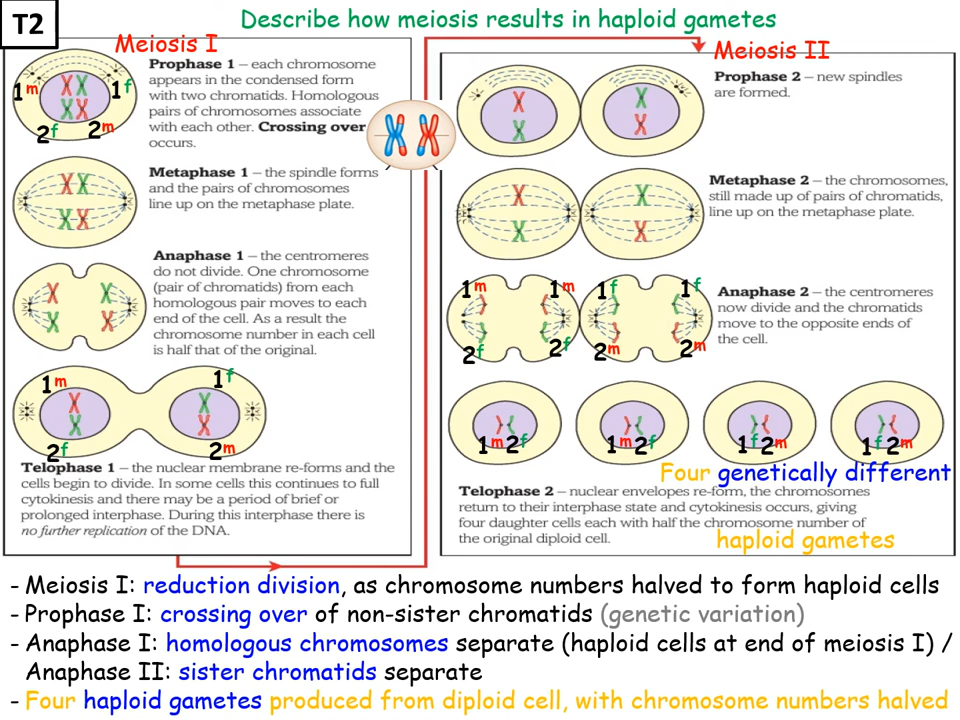 T2
Describe how meiosis results in haploid gametes
Meiosis I
Prophase 1 – each chromosome
appears in the condensed form
with two chromatids. Homologous
pairs of chromosomes associate
with each other. Crossing over
occurs.
1m
1f
2f
2m
Metaphase 1 – the spindle forms
and the pairs of chromosomes
line up on the metaphase plate.
Anaphase 1 – the centromeres
do not divide. One chromosome
(pair of chromatids) from each
homologous pair moves to each
end of the cell. As a result the
chromosome number in each cell
is half that of the original.
1m
1f
2f
2m
Telophase 1 – the nuclear membrane re-forms and the
cells begin to divide. In some cells this continues to full
cytokinesis and there may be a period of brief or
prolonged interphase. During this interphase there is
no further replication of the DNA.
Meiosis II
Prophase 2 – new spindles
are formed.
Metaphase 2 – the chromosomes,
still made up of pairs of chromatids,
line up on the metaphase plate.
1m 1m 1f 1f
Anaphase 2 – the centromeres
now divide and the chromatids
move to the opposite ends of
the cell.
2f 2f 2m 2m
1m2f 1m2f 1f2m 1f2m
Four genetically different
Telophase 2 – nuclear envelopes re-form, the chromosomes
return to their interphase state and cytokinesis occurs, giving
four daughter cells each with half the chromosome number of
the original diploid cell.
haploid gametes
- Meiosis I: reduction division, as chromosome numbers halved to form haploid cells
- Prophase I: crossing over of non-sister chromatids (genetic variation)
- Anaphase I: homologous chromosomes separate (haploid cells at end of meiosis I) /
Anaphase II: sister chromatids separate
- Four haploid gametes produced from diploid cell, with chromosome numbers halved